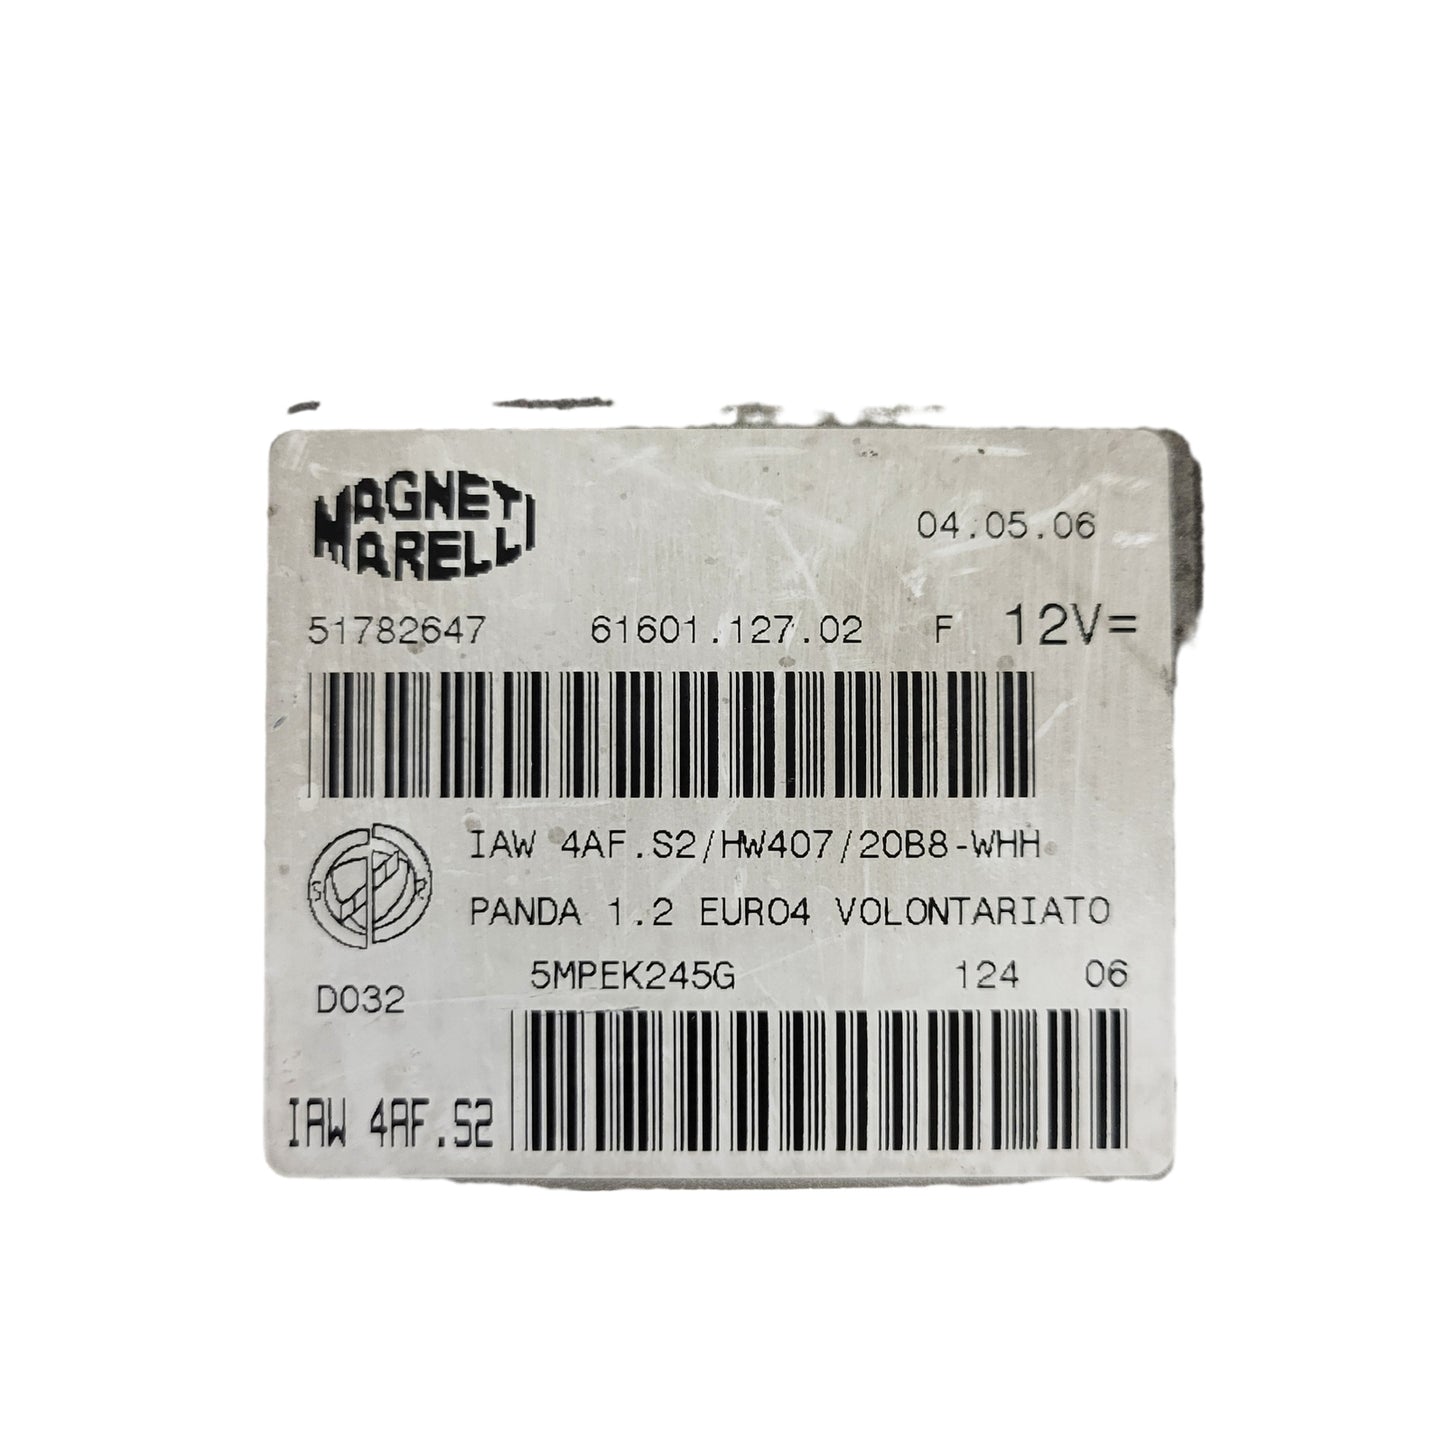 MAGNETI
MARELLI
04.05.06
51782647 61601.127.02 F 12V=
IAW 4AF.S2/HW407/20B8-WHH
PANDA 1.2 EURO4 VOLONTARIATO
5MPEK245G 124 06
D032
IAW 4AF.S2